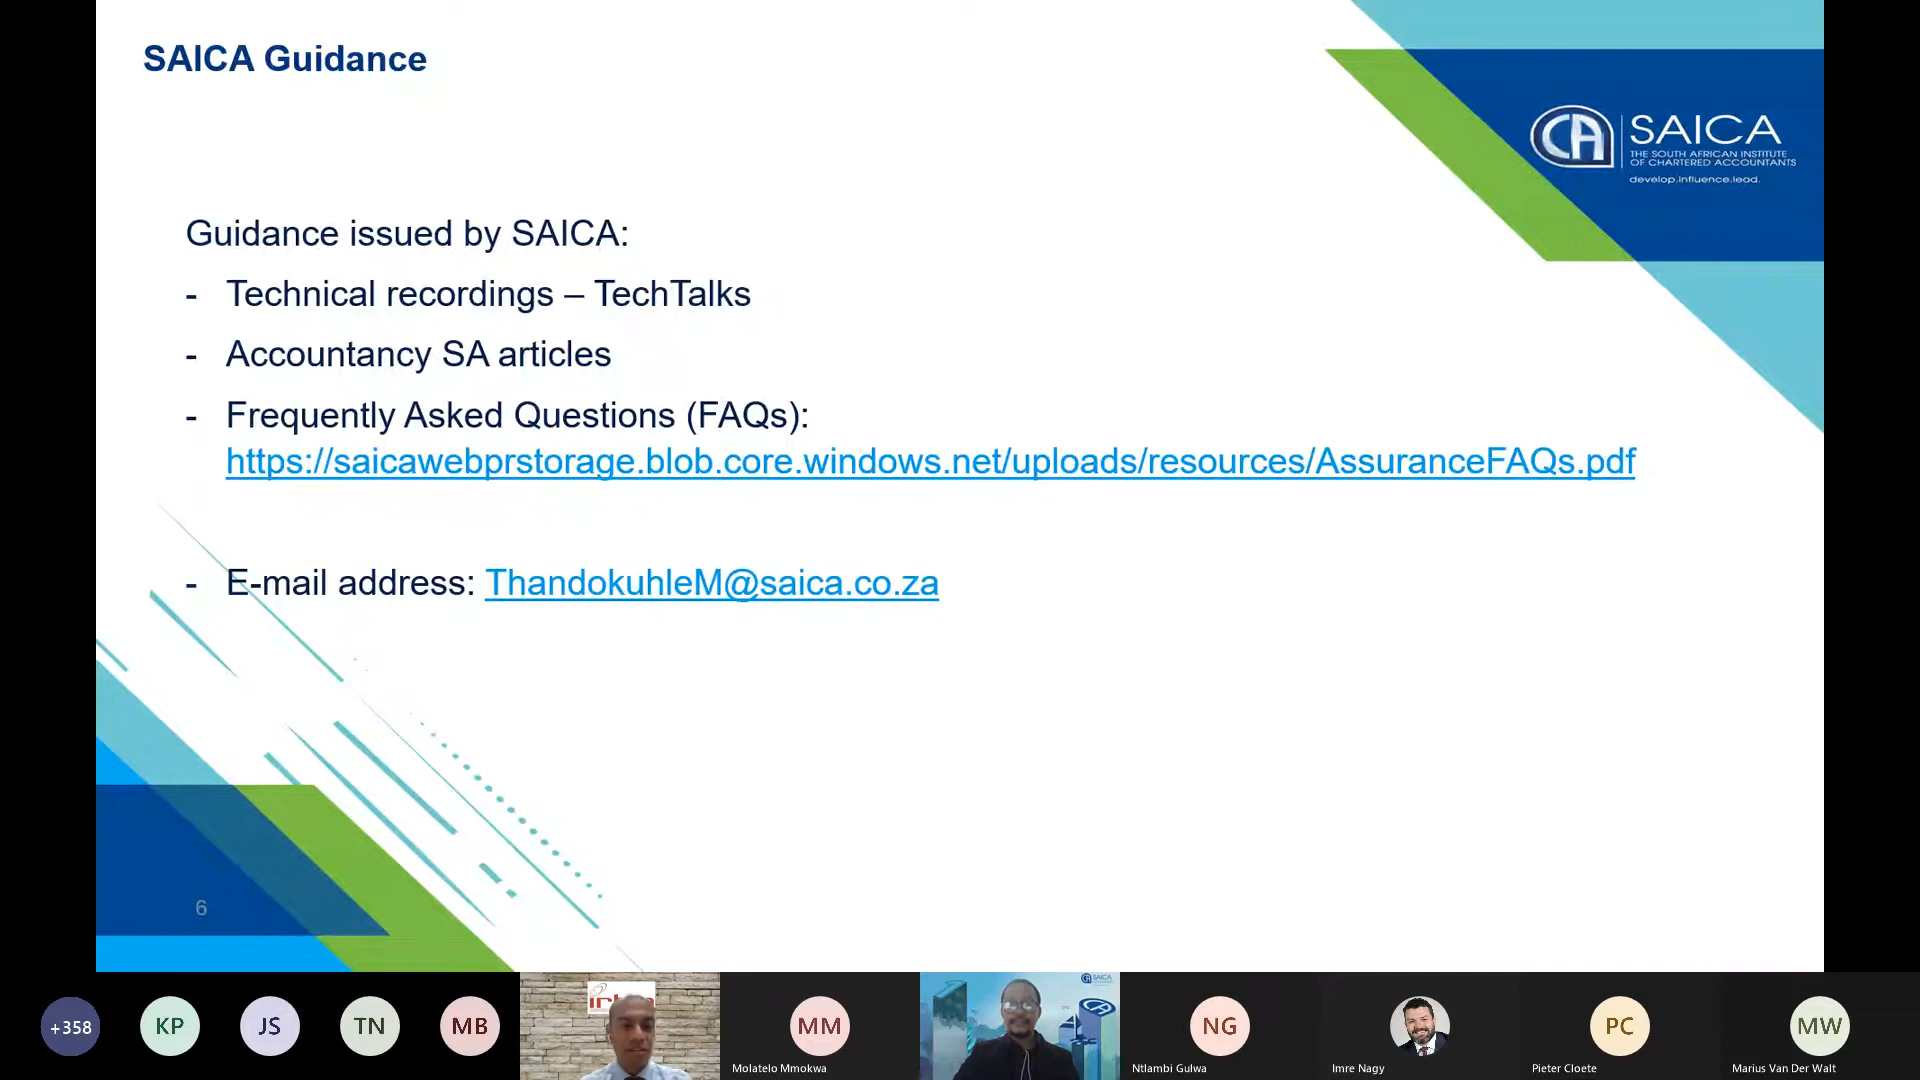 SAICA Guidance
CA
SAICA
THE SOUTH AFRICAN INSTITUTE
OF CHARTERED ACCOUNTANTS
develop.influence.lead.
Guidance issued by SAICA:
- Technical recordings – TechTalks
- Accountancy SA articles
- Frequently Asked Questions (FAQs):
https://saicawebprstorage.blob.core.windows.net/uploads/resources/AssuranceFAQs.pdf
- E-mail address: ThandokuhleM@saica.co.za
6
+358
KP
JS
TN
MB
MM
Molatelo Mmokwa
SAICA
CA
NG
Ntlambi Gulwa
Imre Nagy
PC
Pieter Cloete
MW
Marius Van Der Walt